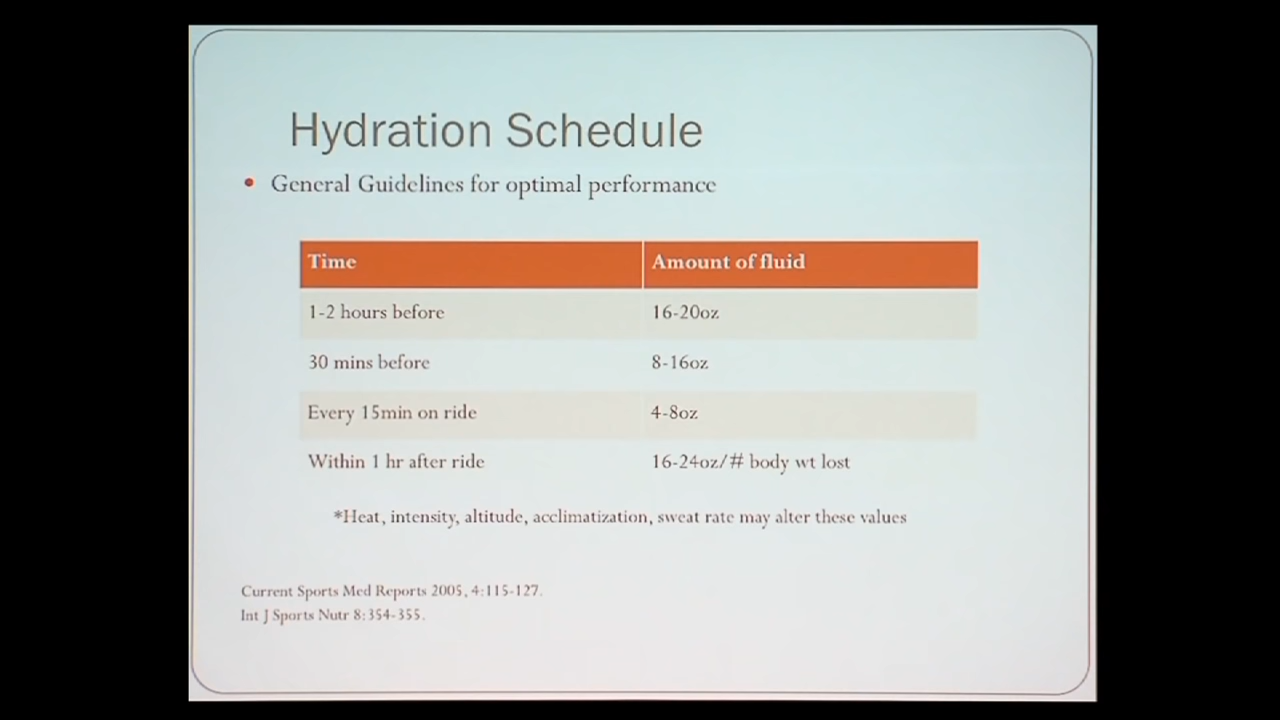 Hydration Schedule
• General Guidelines for optimal performance
Time Amount of fluid
1-2 hours before 16-20oz
30 mins before 8-16oz
Every 15min on ride 4-8oz
Within 1 hr after ride 16-24oz/# body wt lost
*Heat, intensity, altitude, acclimatization, sweat rate may alter these values
Current Sports Med Reports 2005, 4:115-127.
Int J Sports Nutr 8:354-355.